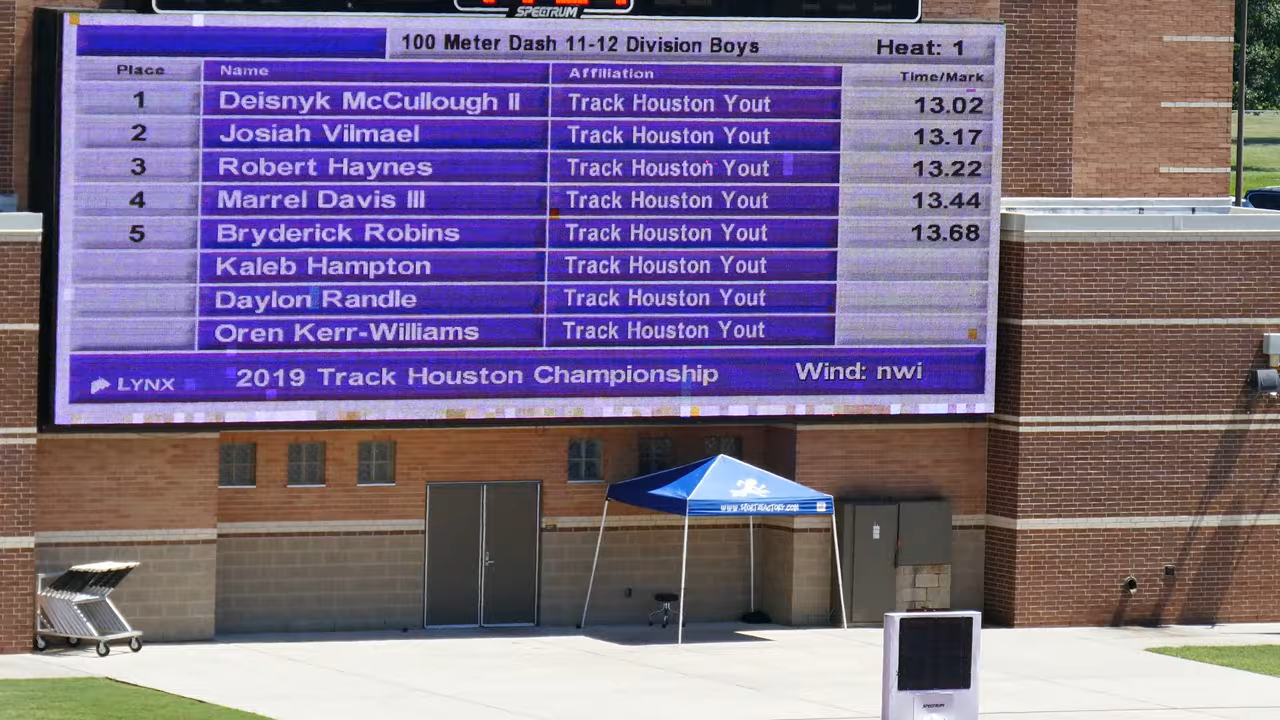 SPECTRUM
100 Meter Dash 11-12 Division Boys Heat: 1
Place Name Affiliation Time/Mark
1 Deisnyk McCullough II Track Houston Yout 13.02
2 Josiah Vilmael Track Houston Yout 13.17
3 Robert Haynes Track Houston Yout 13.22
4 Marrel Davis III Track Houston Yout 13.44
5 Bryderick Robins Track Houston Yout 13.68
Kaleb Hampton Track Houston Yout
Daylon Randle Track Houston Yout
Oren Kerr-Williams Track Houston Yout
LYNX 2019 Track Houston Championship Wind: nwi
SPECTRUM